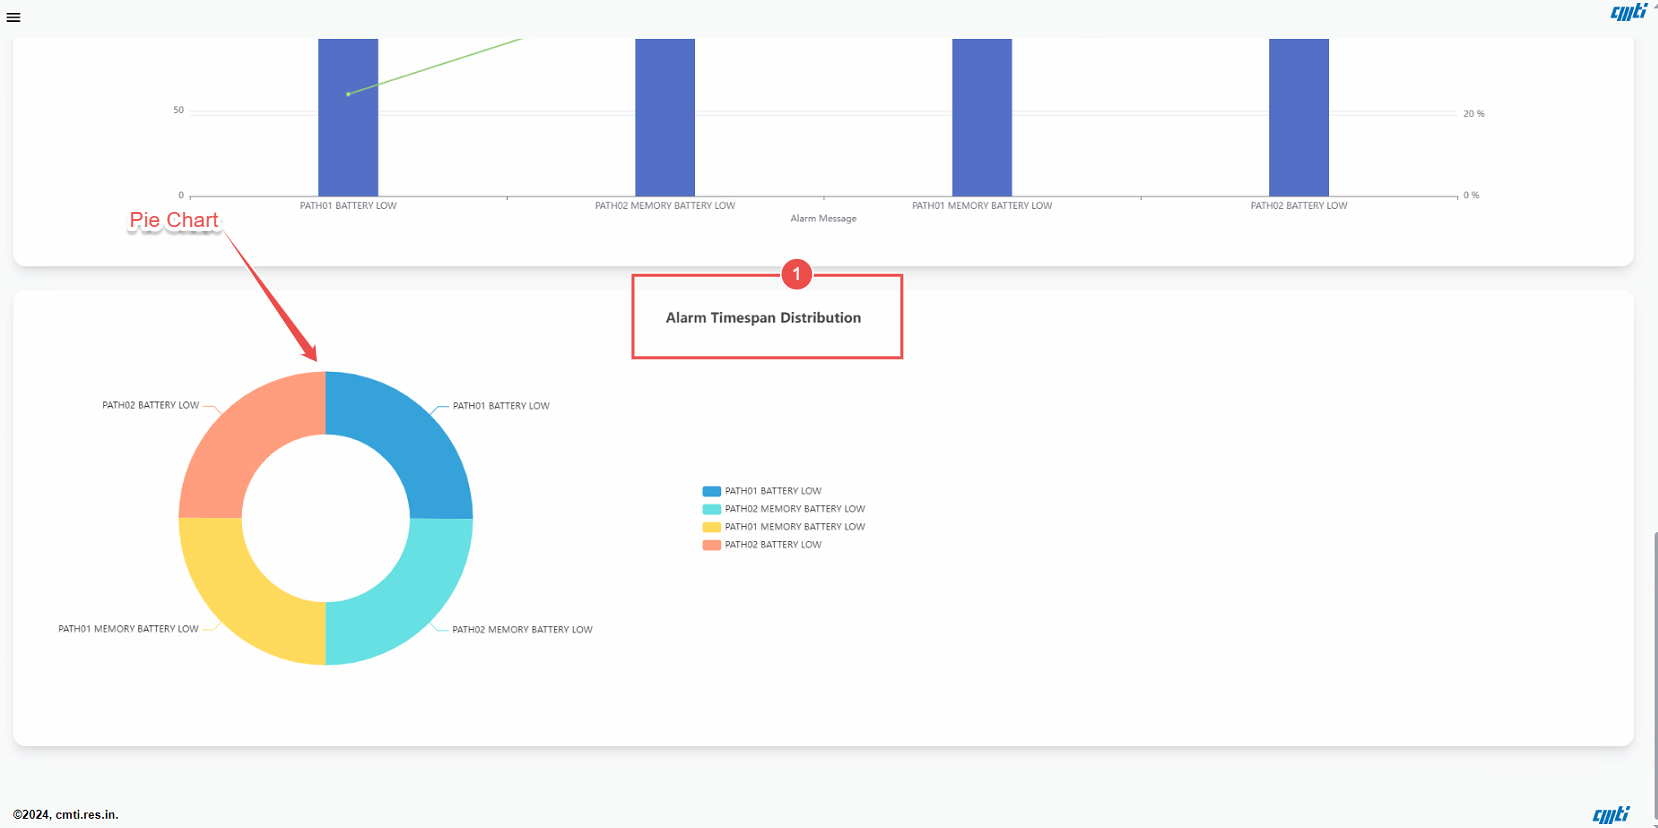 cmti
50
20 %
0
0 %
PATH01 BATTERY LOW
PATH02 MEMORY BATTERY LOW
PATH01 MEMORY BATTERY LOW
PATH02 BATTERY LOW
Alarm Message
Pie Chart
1
Alarm Timespan Distribution
PATH02 BATTERY LOW
PATH01 BATTERY LOW
PATH01 BATTERY LOW
PATH02 MEMORY BATTERY LOW
PATH01 MEMORY BATTERY LOW
PATH02 BATTERY LOW
PATH01 MEMORY BATTERY LOW
PATH02 MEMORY BATTERY LOW
©2024, cmti.res.in.
cmti